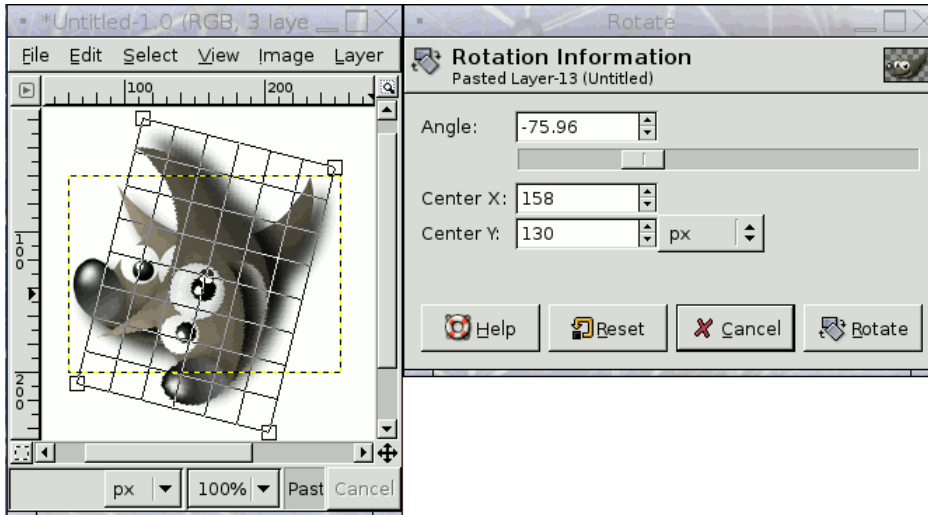 *Untitled-1.0 (RGB, 3 laye
File Edit Select View Image Layer
100 200
100
200
px 100% Past Cancel
Rotate
Rotation Information
Pasted Layer-13 (Untitled)
Angle: -75.96
Center X: 158
Center Y: 130 px
Help Reset Cancel Rotate